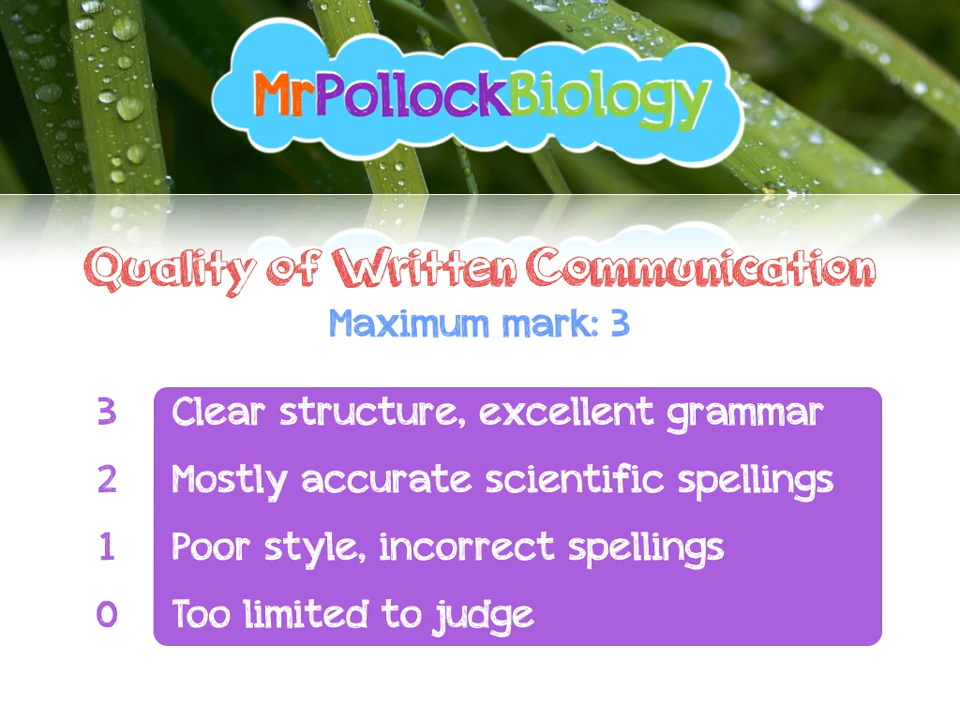 MrPollockBiology
Quality of Written Communication
Maximum mark: 3
3 Clear structure, excellent grammar
2 Mostly accurate scientific spellings
1 Poor style, incorrect spellings
0 Too limited to judge